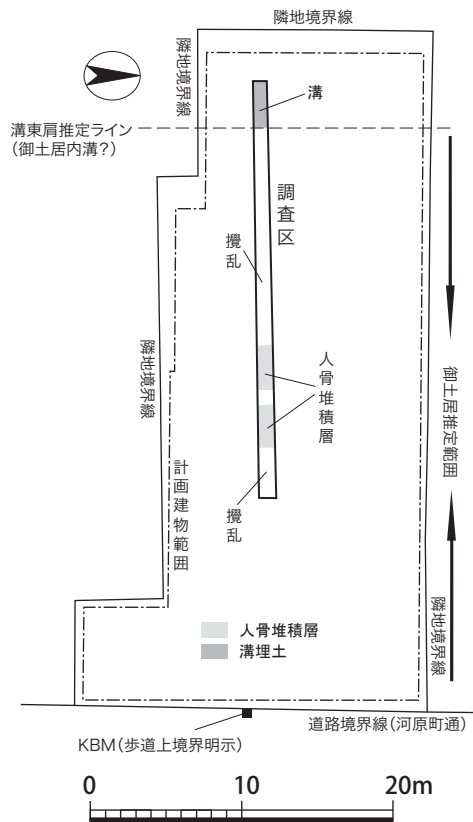 隣地境界線
隣地境界線
溝
溝東肩推定ライン
(御土居内溝?)
調査区
攪乱
人骨堆積層
隣地境界線
御土居推定範囲
計画建物範囲
攪乱
隣地境界線
人骨堆積層
溝埋土
道路境界線(河原町通)
KBM(歩道上境界明示)
0 10 20m